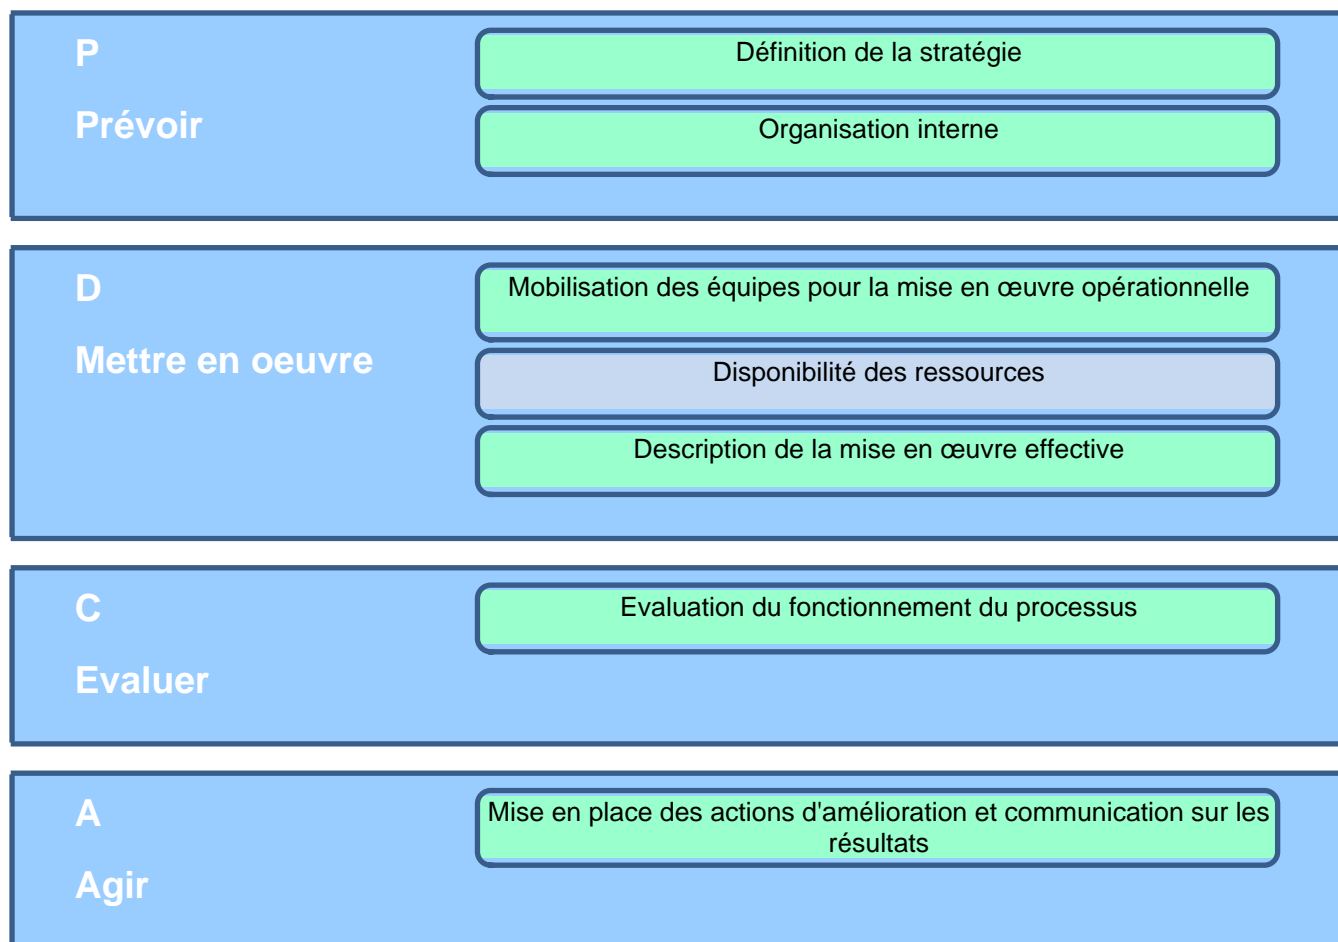 P
Prévoir
Définition de la stratégie
Organisation interne
D
Mettre en oeuvre
Mobilisation des équipes pour la mise en œuvre opérationnelle
Disponibilité des ressources
Description de la mise en œuvre effective
C
Evaluer
Evaluation du fonctionnement du processus
A
Agir
Mise en place des actions d'amélioration et communication sur les
résultats